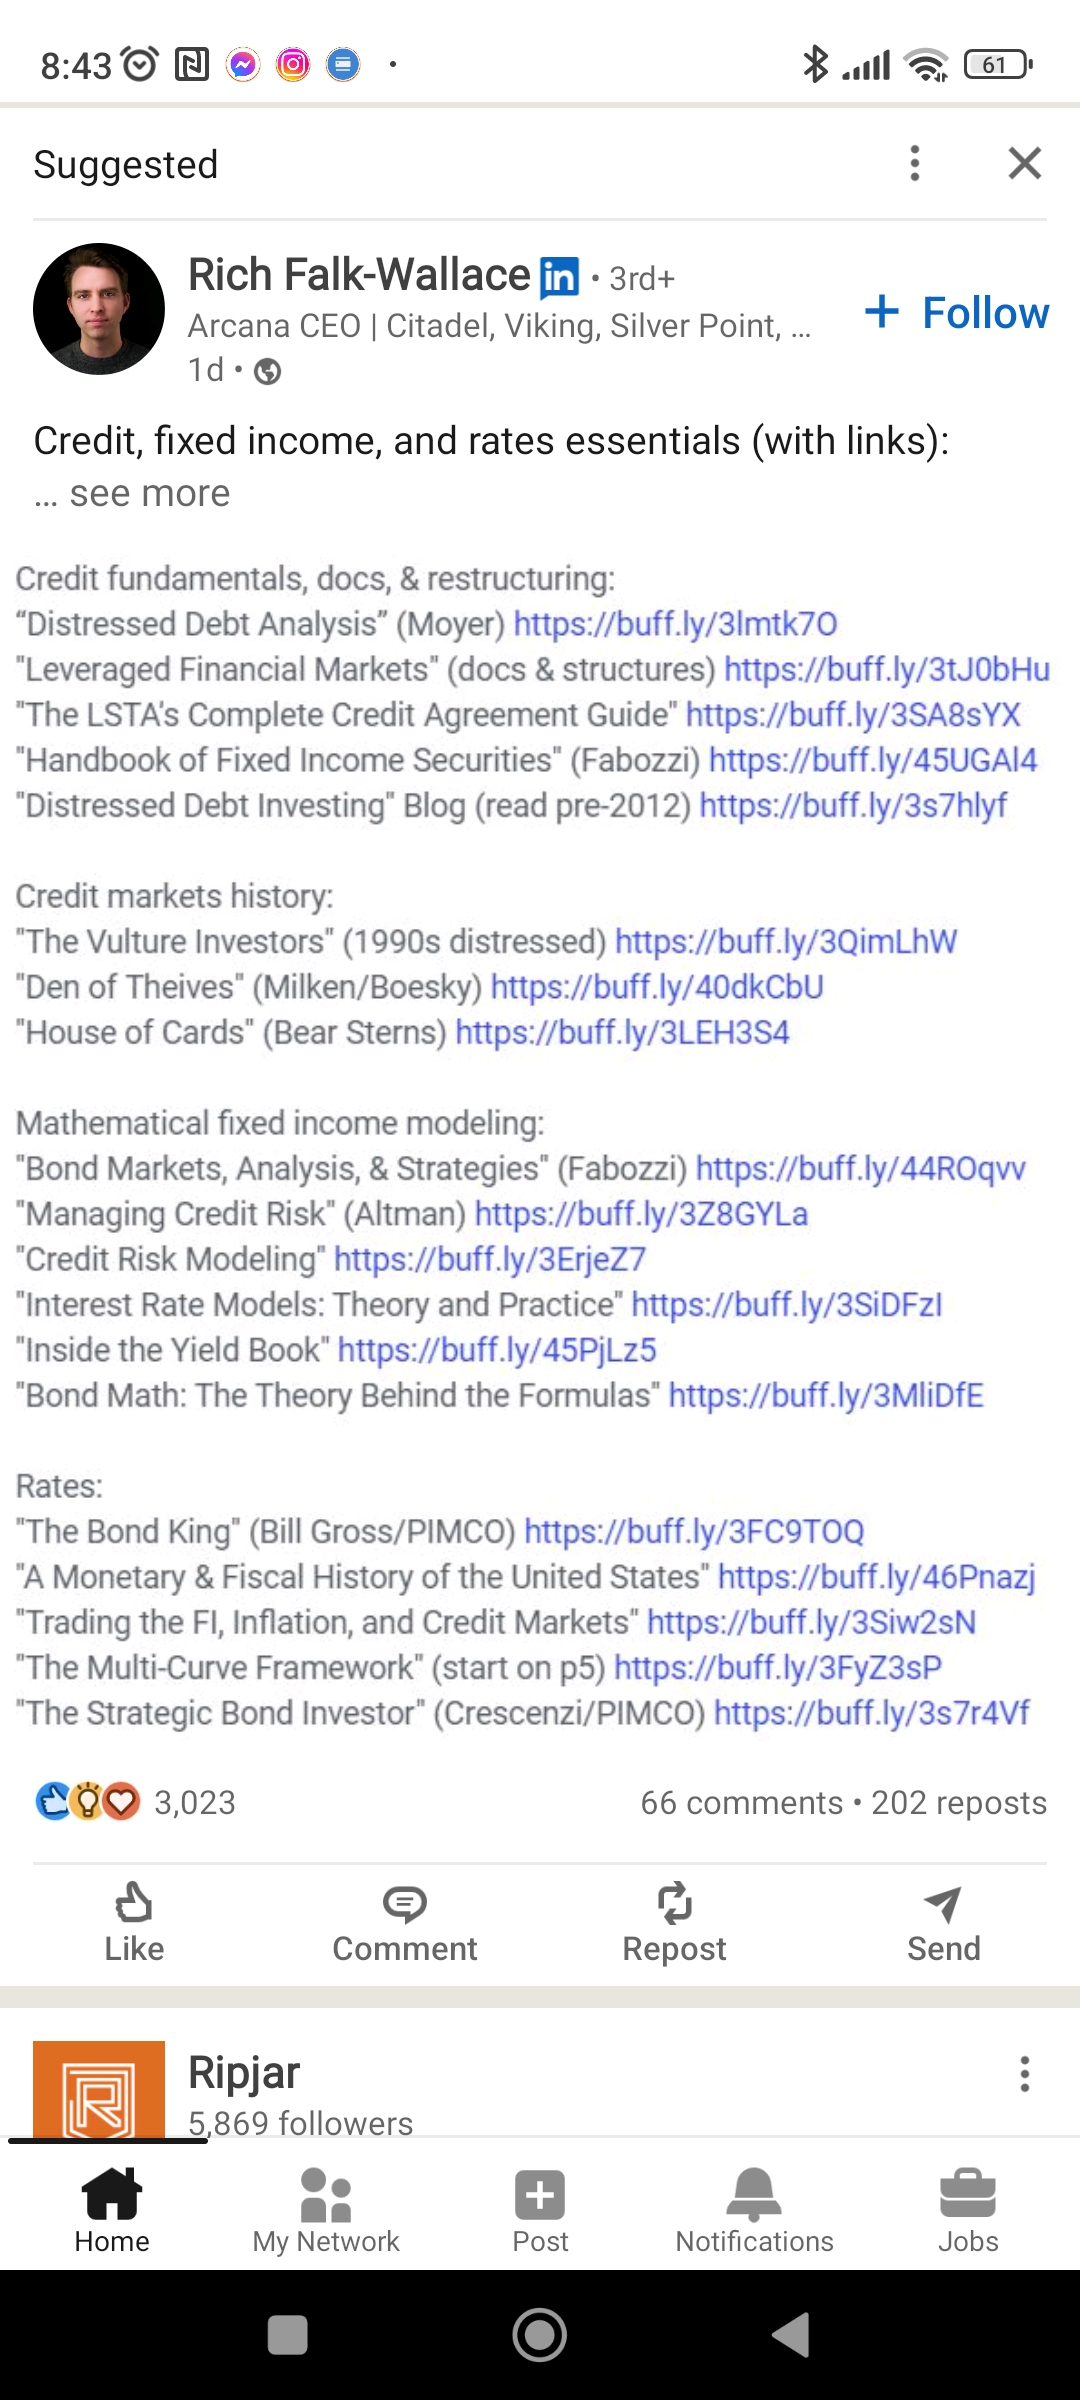 8:43
61
Suggested
Rich Falk-Wallace in • 3rd+
Arcana CEO | Citadel, Viking, Silver Point, ...
+ Follow
1d •
Credit, fixed income, and rates essentials (with links):
... see more
Credit fundamentals, docs, & restructuring:
“Distressed Debt Analysis” (Moyer) https://buff.ly/3lmtk7O
"Leveraged Financial Markets" (docs & structures) https://buff.ly/3tJ0bHu
"The LSTA's Complete Credit Agreement Guide" https://buff.ly/3SA8sYX
"Handbook of Fixed Income Securities" (Fabozzi) https://buff.ly/45UGAl4
"Distressed Debt Investing" Blog (read pre-2012) https://buff.ly/3s7hlyf
Credit markets history:
"The Vulture Investors" (1990s distressed) https://buff.ly/3QimLhW
"Den of Theives" (Milken/Boesky) https://buff.ly/40dkCbU
"House of Cards" (Bear Sterns) https://buff.ly/3LEH3S4
Mathematical fixed income modeling:
"Bond Markets, Analysis, & Strategies" (Fabozzi) https://buff.ly/44ROqvv
"Managing Credit Risk" (Altman) https://buff.ly/3Z8GYLa
"Credit Risk Modeling" https://buff.ly/3ErjeZ7
"Interest Rate Models: Theory and Practice" https://buff.ly/3SiDFzI
"Inside the Yield Book" https://buff.ly/45PjLz5
"Bond Math: The Theory Behind the Formulas" https://buff.ly/3MliDfE
Rates:
"The Bond King" (Bill Gross/PIMCO) https://buff.ly/3FC9TOQ
"A Monetary & Fiscal History of the United States" https://buff.ly/46Pnazj
"Trading the FI, Inflation, and Credit Markets" https://buff.ly/3Siw2sN
"The Multi-Curve Framework" (start on p5) https://buff.ly/3FyZ3sP
"The Strategic Bond Investor" (Crescenzi/PIMCO) https://buff.ly/3s7r4Vf
3,023
66 comments • 202 reposts
Like
Comment
Repost
Send
R
Ripjar
5,869 followers
Home
My Network
Post
Notifications
Jobs